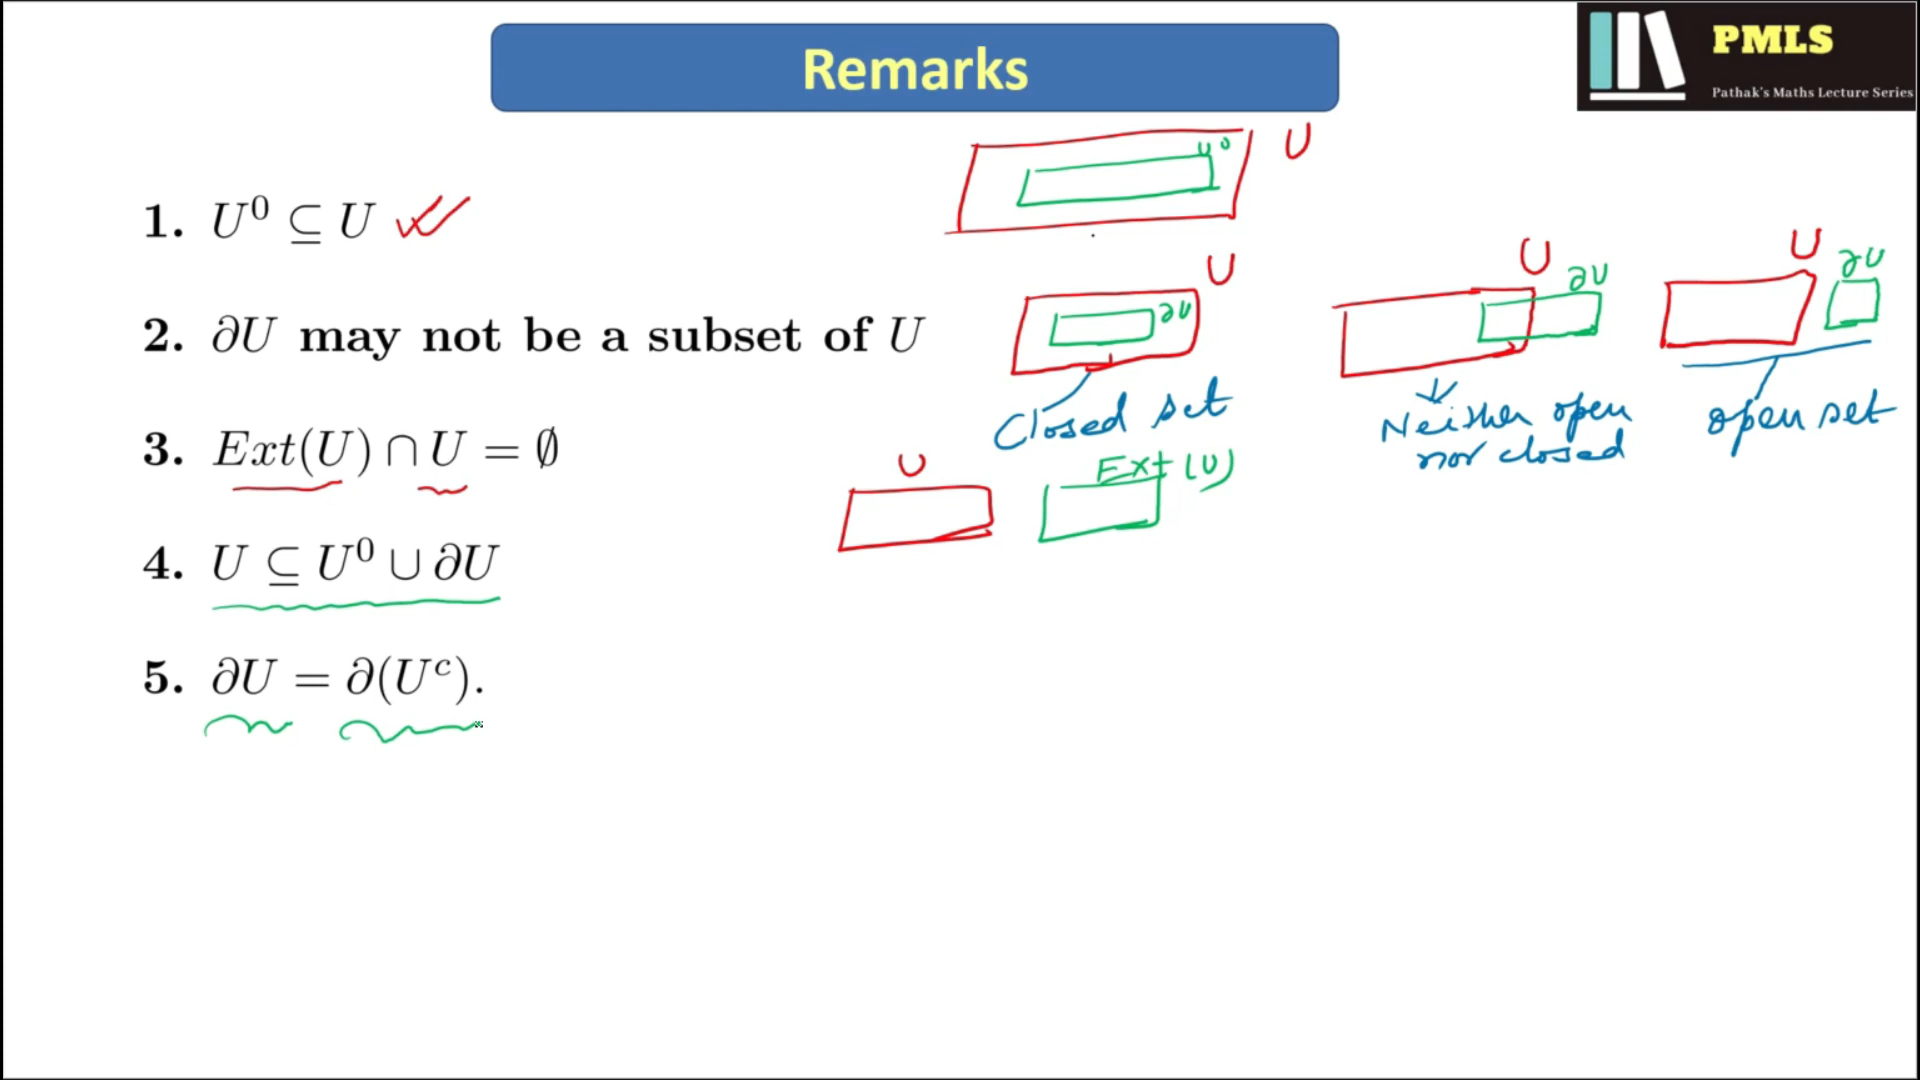 Remarks
PMLS
Pathak's Maths Lecture Series
U
U⁰
1. U⁰ ⊆ U
U
∂U
U
∂U
U
∂U
2. ∂U may not be a subset of U
Closed set
Neither open
nor closed
open set
3. Ext(U) ∩ U = ∅
U
Ext (U)
4. U ⊆ U⁰ ∪ ∂U
5. ∂U = ∂(Uᶜ).